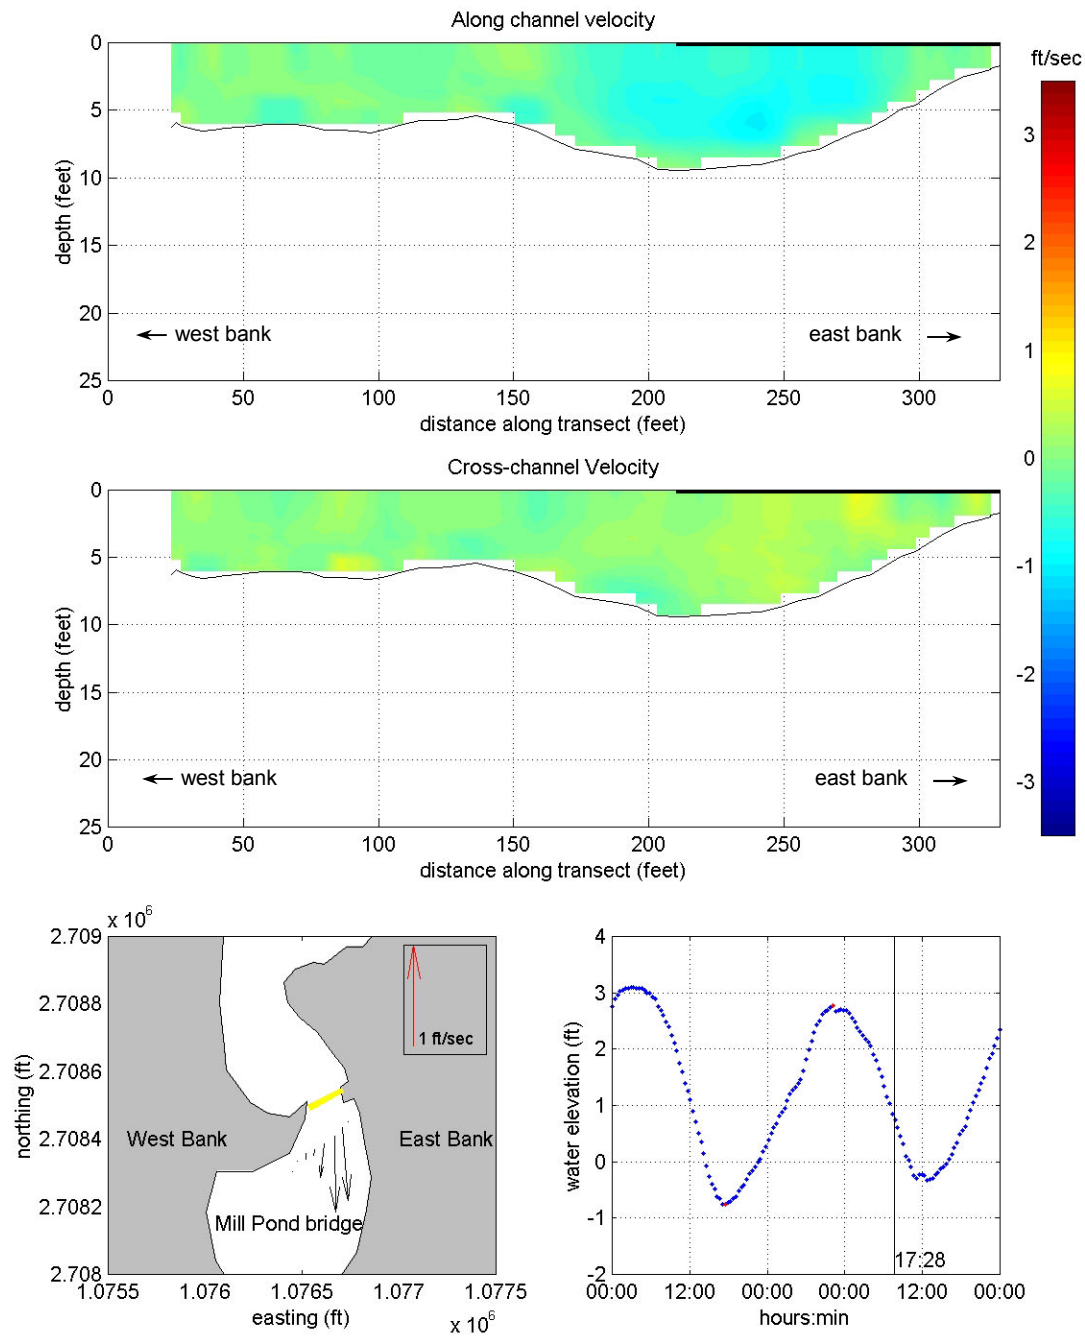 Along channel velocity
ft/sec
0
5
10
15
20
25
depth (feet)
west bank
east bank
0 50 100 150 200 250 300
distance along transect (feet)
3
2
1
0
-1
-2
-3
Cross-channel Velocity
0
5
10
15
20
25
depth (feet)
west bank
east bank
0 50 100 150 200 250 300
distance along transect (feet)
x 10^6
2.709
2.7088
2.7086
2.7084
2.7082
2.708
northing (ft)
1 ft/sec
West Bank
East Bank
Mill Pond bridge
1.0755 1.076 1.0765 1.077 1.0775
easting (ft)
x 10^6
4
3
2
1
0
-1
-2
water elevation (ft)
17:28
00:00 12:00 00:00 12:00 00:00
hours:min